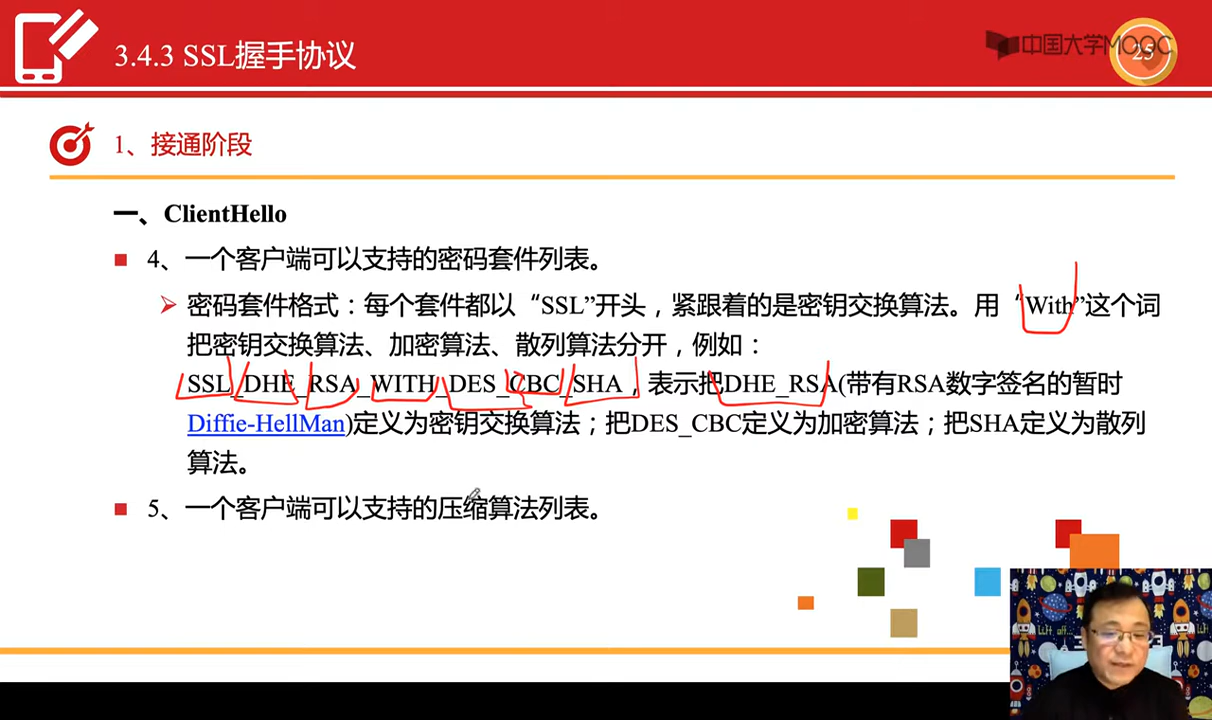 3.4.3 SSL握手协议
中国大学MOOC
25
1、接通阶段
一、ClientHello
4、一个客户端可以支持的密码套件列表。
密码套件格式：每个套件都以“SSL”开头，紧跟着的是密钥交换算法。用“With”这个词
把密钥交换算法、加密算法、散列算法分开，例如：
SSL_DHE_RSA_WITH_DES_CBC_SHA，表示把DHE_RSA(带有RSA数字签名的暂时
Diffie-HellMan)定义为密钥交换算法；把DES_CBC定义为加密算法；把SHA定义为散列
算法。
5、一个客户端可以支持的压缩算法列表。